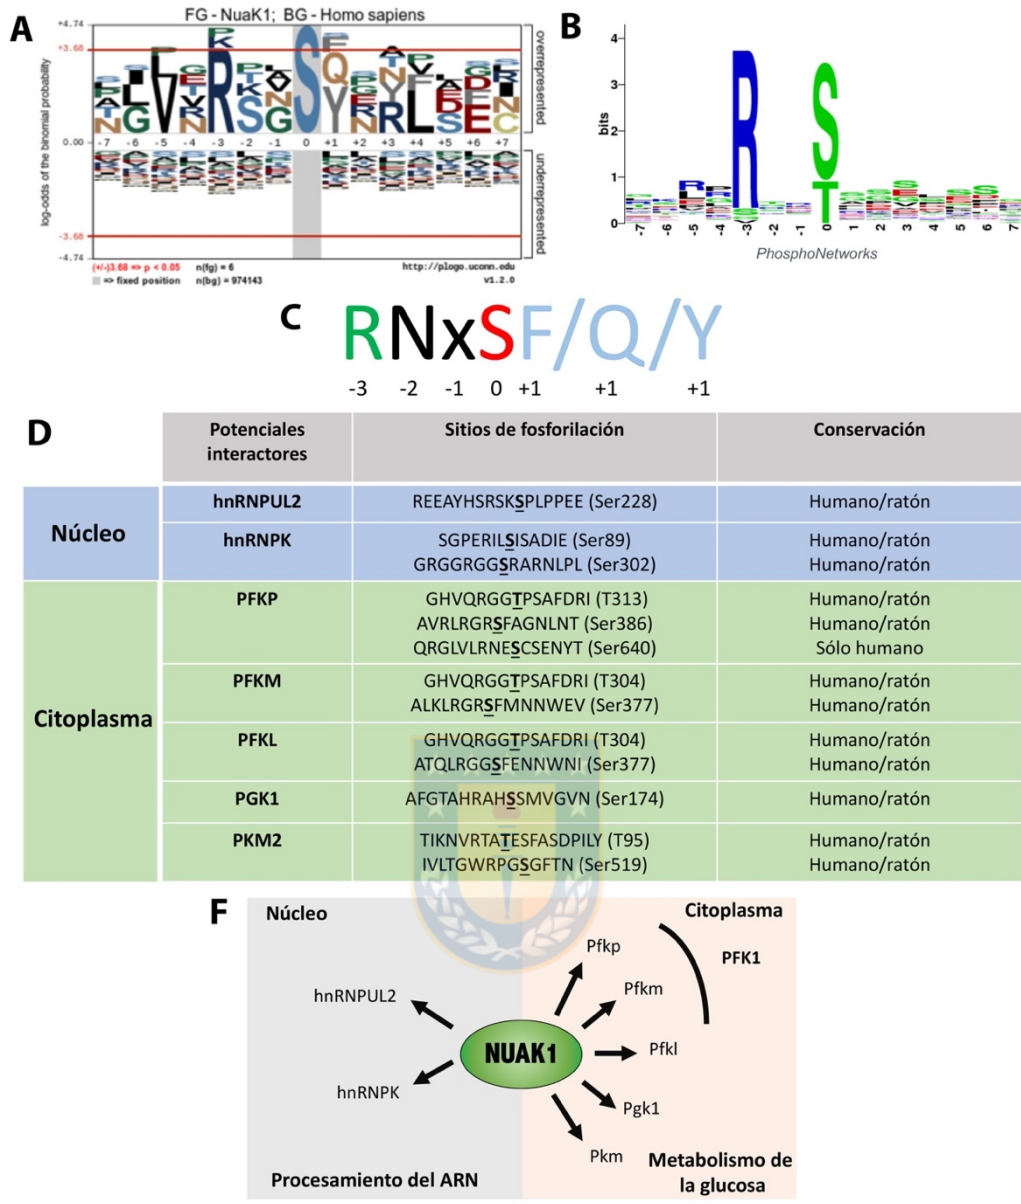 A
FG - NuaK1; BG - Homo sapiens
log-odds of the binomial probability
+4.74
+3.68
0.00
-3.68
-4.74
-7 -6 -5 -4 -3 -2 -1 0 +1 +2 +3 +4 +5 +6 +7
overrepresented
underrepresented
(+/-)3.68 => p < 0.05 n(fg) = 6 http://plogo.uconn.edu
=> fixed position n(bg) = 974143 v1.2.0
B
bits
4
3
2
1
0
R S
T
-7 -6 -5 -4 -3 -2 -1 0 1 2 3 4 5 6 7
PhosphoNetworks
C
RNxSF/Q/Y
-3 -2 -1 0 +1 +1 +1
D
Potenciales interactores Sitios de fosforilación Conservación
Núcleo
hnRNPUL2 REEAYHSRSKSPLPPEE (Ser228) Humano/ratón
hnRNPK SGPERILSISADIE (Ser89) Humano/ratón
GRGGRGGSRARNLPL (Ser302) Humano/ratón
Citoplasma
PFKP GHVQRGGTPSAFDRI (T313) Humano/ratón
AVRLRGRSFAGNLNT (Ser386) Humano/ratón
QRGLVLRNESCSENYT (Ser640) Sólo humano
PFKM GHVQRGGTPSAFDRI (T304) Humano/ratón
ALKLRGRSFMNNWEV (Ser377) Humano/ratón
PFKL GHVQRGGTPSAFDRI (T304) Humano/ratón
ATQLRGGSFENNWNI (Ser377) Humano/ratón
PGK1 AFGTAHRAHSSMVGVN (Ser174) Humano/ratón
PKM2 TIKNVRTATESFASDPILY (T95) Humano/ratón
IVLTGWRPGSGFTN (Ser519) Humano/ratón
F
Núcleo
Citoplasma
Pfkp
PFK1
Pfkm
hnRNPUL2
NUAK1
Pfkl
hnRNPK
Pgk1
Pkm
Procesamiento del ARN
Metabolismo de
la glucosa